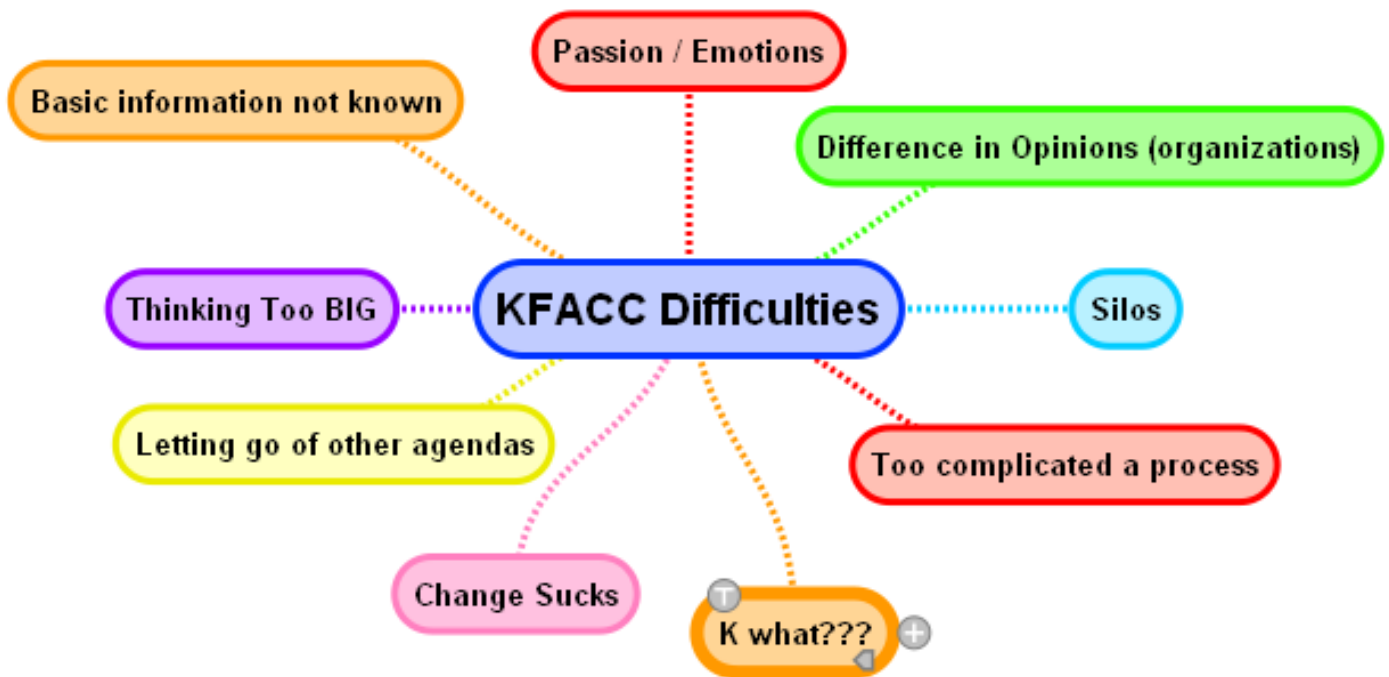 Passion / Emotions
Basic information not known
Difference in Opinions (organizations)
KFACC Difficulties
Thinking Too BIG
Silos
Letting go of other agendas
Too complicated a process
Change Sucks
T
K what???
+